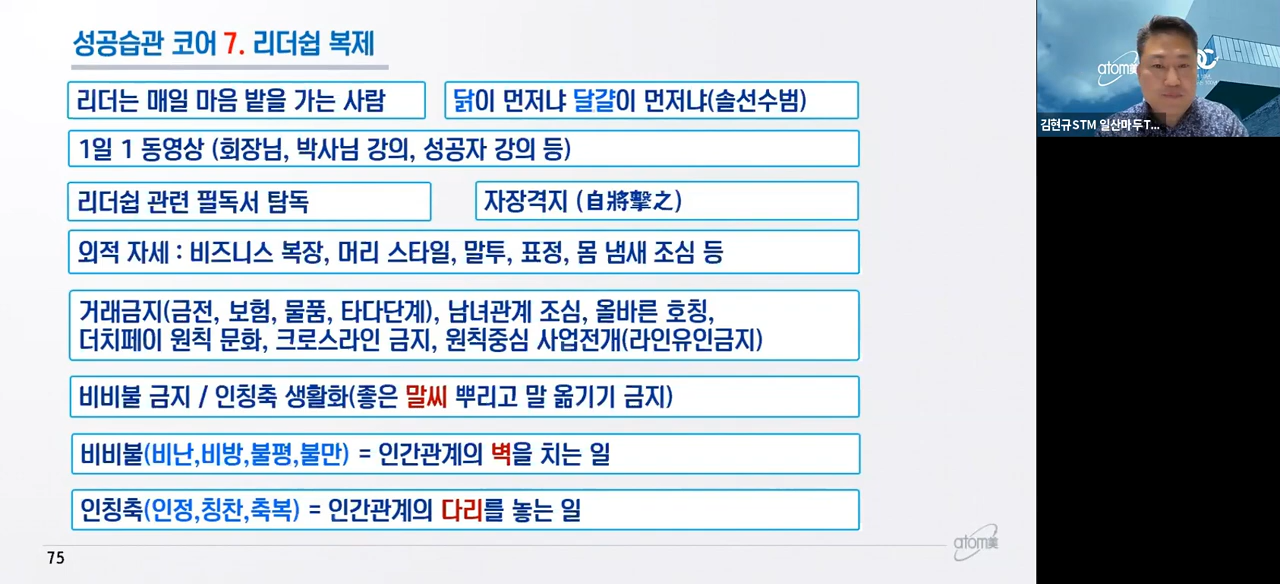 성공습관 코어 7. 리더쉽 복제
리더는 매일 마음 밭을 가는 사람
닭이 먼저냐 달걀이 먼저냐(솔선수범)
1일 1 동영상 (회장님, 박사님 강의, 성공자 강의 등)
리더쉽 관련 필독서 탐독
자장격지 (自將擊之)
외적 자세 : 비즈니스 복장, 머리 스타일, 말투, 표정, 몸 냄새 조심 등
거래금지(금전, 보험, 물품, 타다단계), 남녀관계 조심, 올바른 호칭,
더치페이 원칙 문화, 크로스라인 금지, 원칙중심 사업전개(라인유인금지)
비비불 금지 / 인칭축 생활화(좋은 말씨 뿌리고 말 옮기기 금지)
비비불(비난,비방,불평,불만) = 인간관계의 벽을 치는 일
인칭축(인정,칭찬,축복) = 인간관계의 다리를 놓는 일
75
atom美
김현규STM 일산마두T...